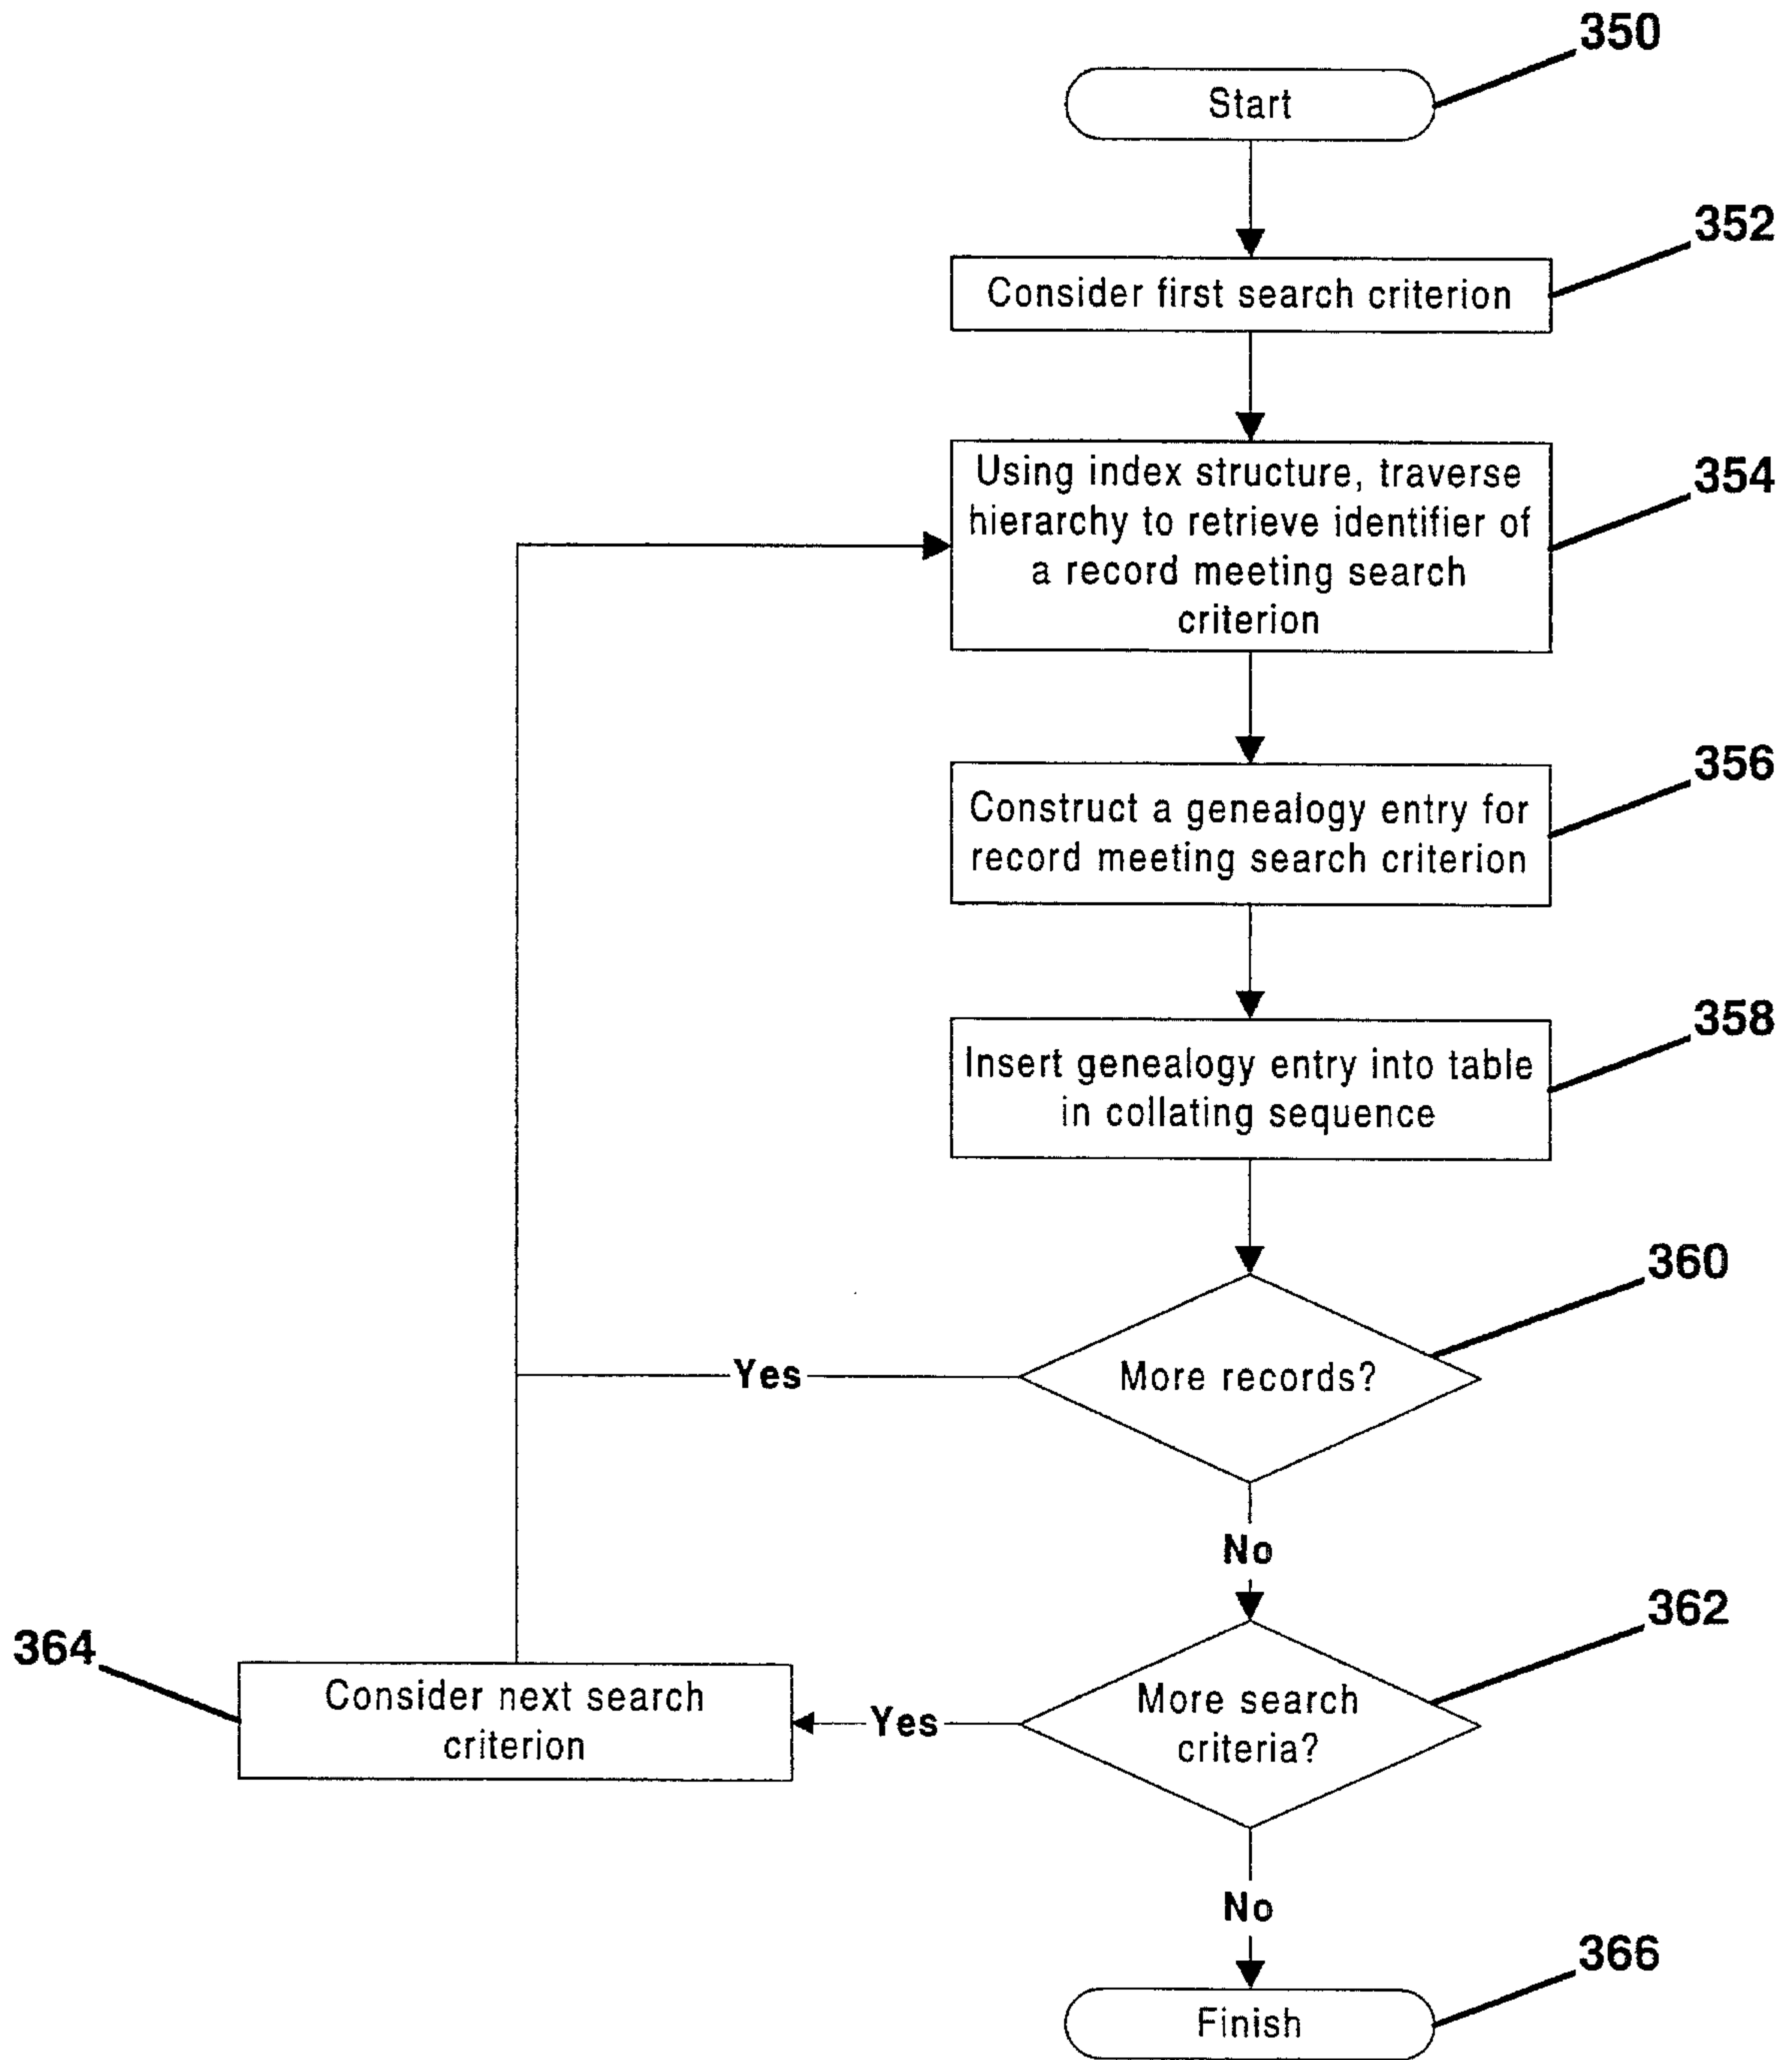 350
Start
352
Consider first search criterion
354
Using index structure, traverse
hierarchy to retrieve identifier of
a record meeting search
criterion
356
Construct a genealogy entry for
record meeting search criterion
358
Insert genealogy entry into table
in collating sequence
360
More records?
Yes
No
362
More search
criteria?
Yes
364
Consider next search
criterion
No
366
Finish